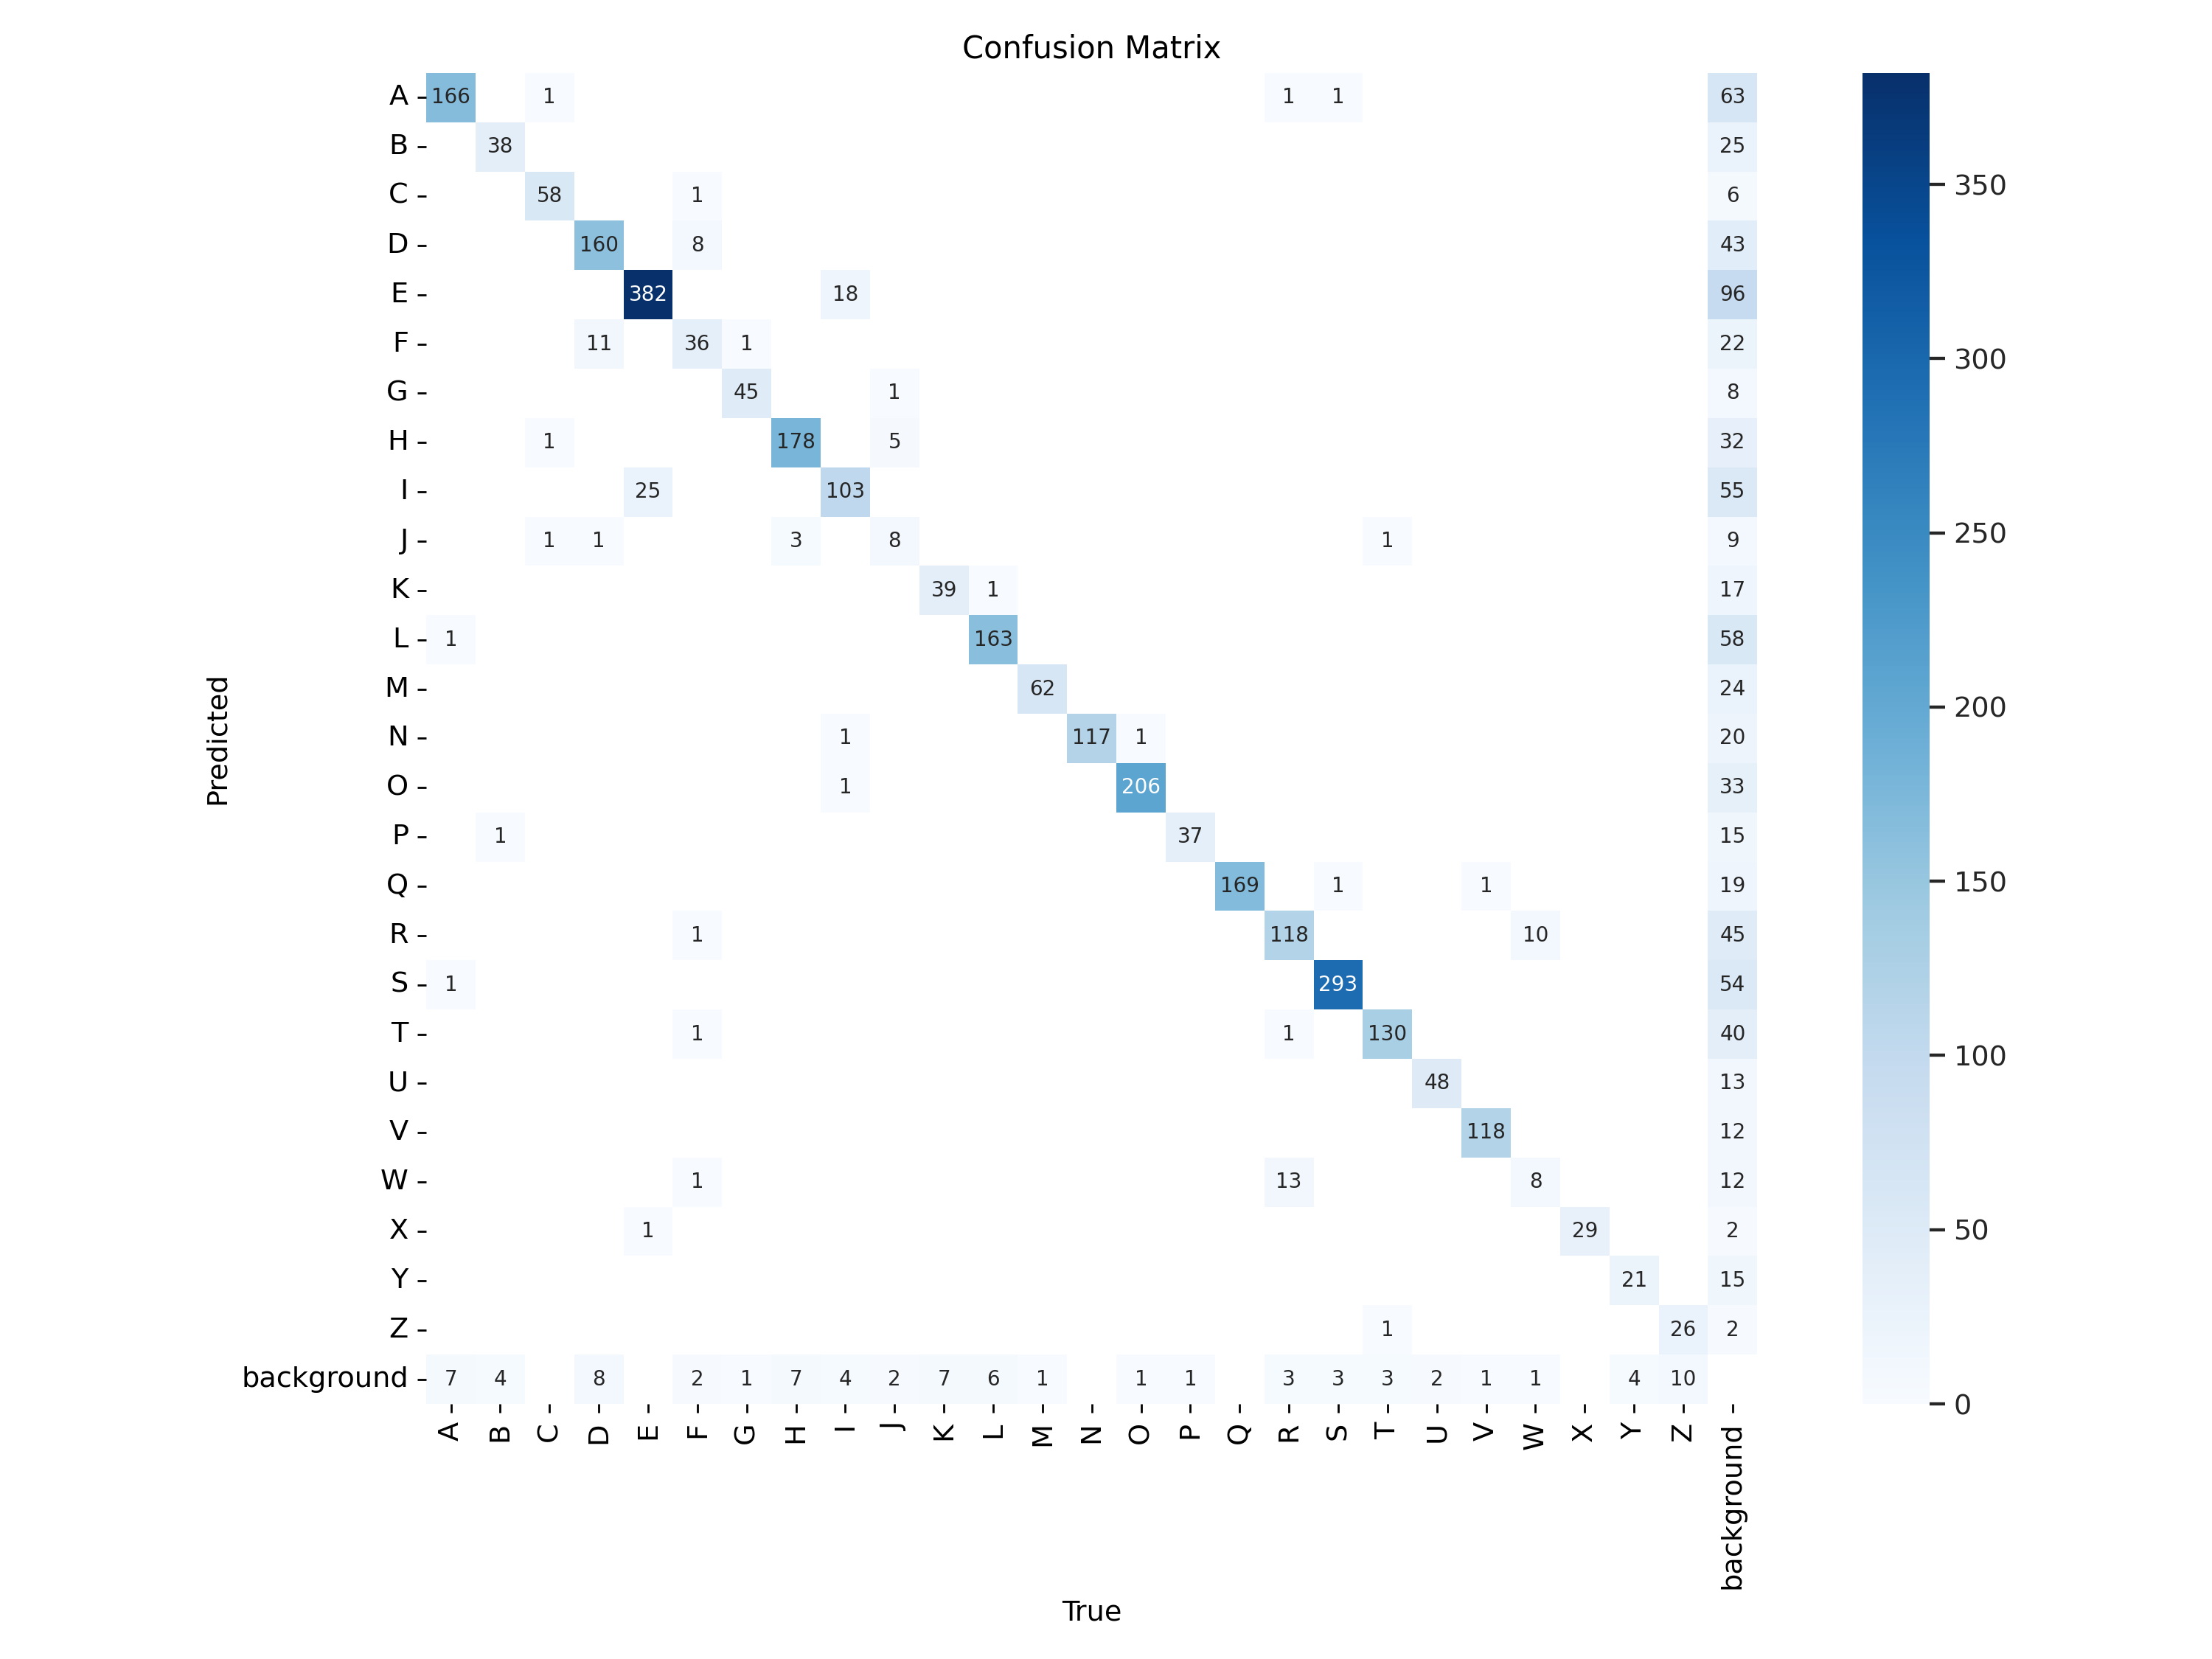 Confusion Matrix
A 166 1 1 1 63
B 38 25
C 58 1 6
D 160 8 43
E 382 18 96
F 11 36 1 22
G 45 1 8
H 1 178 5 32
I 25 103 55
J 1 1 3 8 1 9
K 39 1 17
L 1 163 58
M 62 24
N 1 117 1 20
O 1 206 33
P 1 37 15
Q 169 1 1 19
R 1 118 10 45
S 1 293 54
T 1 1 130 40
U 48 13
V 118 12
W 1 13 8 12
X 1 29 2
Y 21 15
Z 1 26 2
background 7 4 8 2 1 7 4 2 7 6 1 1 1 3 3 3 2 1 1 4 10
A B C D E F G H I J K L M N O P Q R S T U V W X Y Z background
True
Predicted
350
300
250
200
150
100
50
0